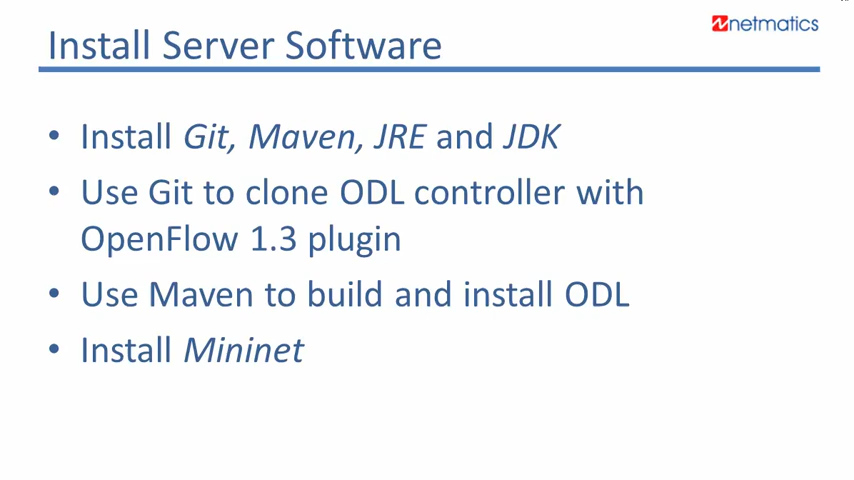 Install Server Software
netmatics
• Install Git, Maven, JRE and JDK
• Use Git to clone ODL controller with
OpenFlow 1.3 plugin
• Use Maven to build and install ODL
• Install Mininet